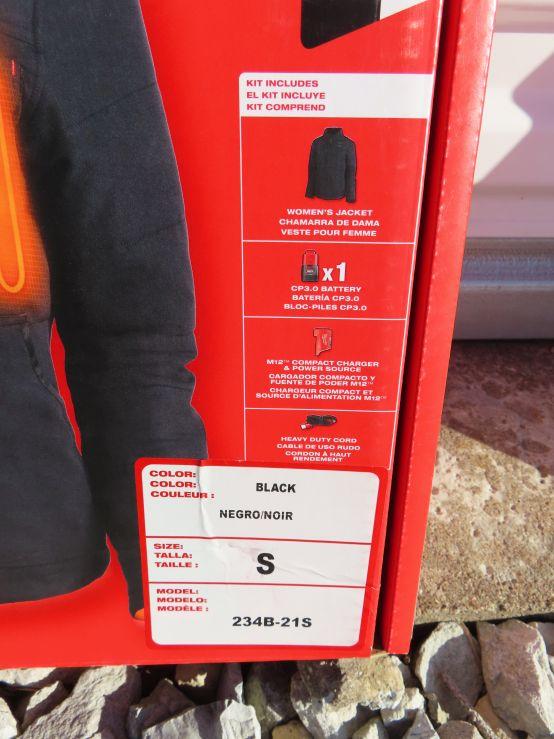 KIT INCLUDES
EL KIT INCLUYE
KIT COMPREND
WOMEN'S JACKET
CHAMARRA DE DAMA
VESTE POUR FEMME
x1
CP3.0 BATTERY
BATERÍA CP3.0
BLOC-PILES CP3.0
M12™ COMPACT CHARGER
& POWER SOURCE
CARGADOR COMPACTO Y
FUENTE DE PODER M12™
CHARGEUR COMPACT ET
SOURCE D'ALIMENTATION M12™
HEAVY DUTY CORD
CABLE DE USO RUDO
CORDON À HAUT
RENDEMENT
COLOR:
COLOR:
COULEUR :
BLACK
NEGRO/NOIR
SIZE:
TALLA:
TAILLE :
S
MODEL:
MODELO:
MODÈLE :
234B-21S